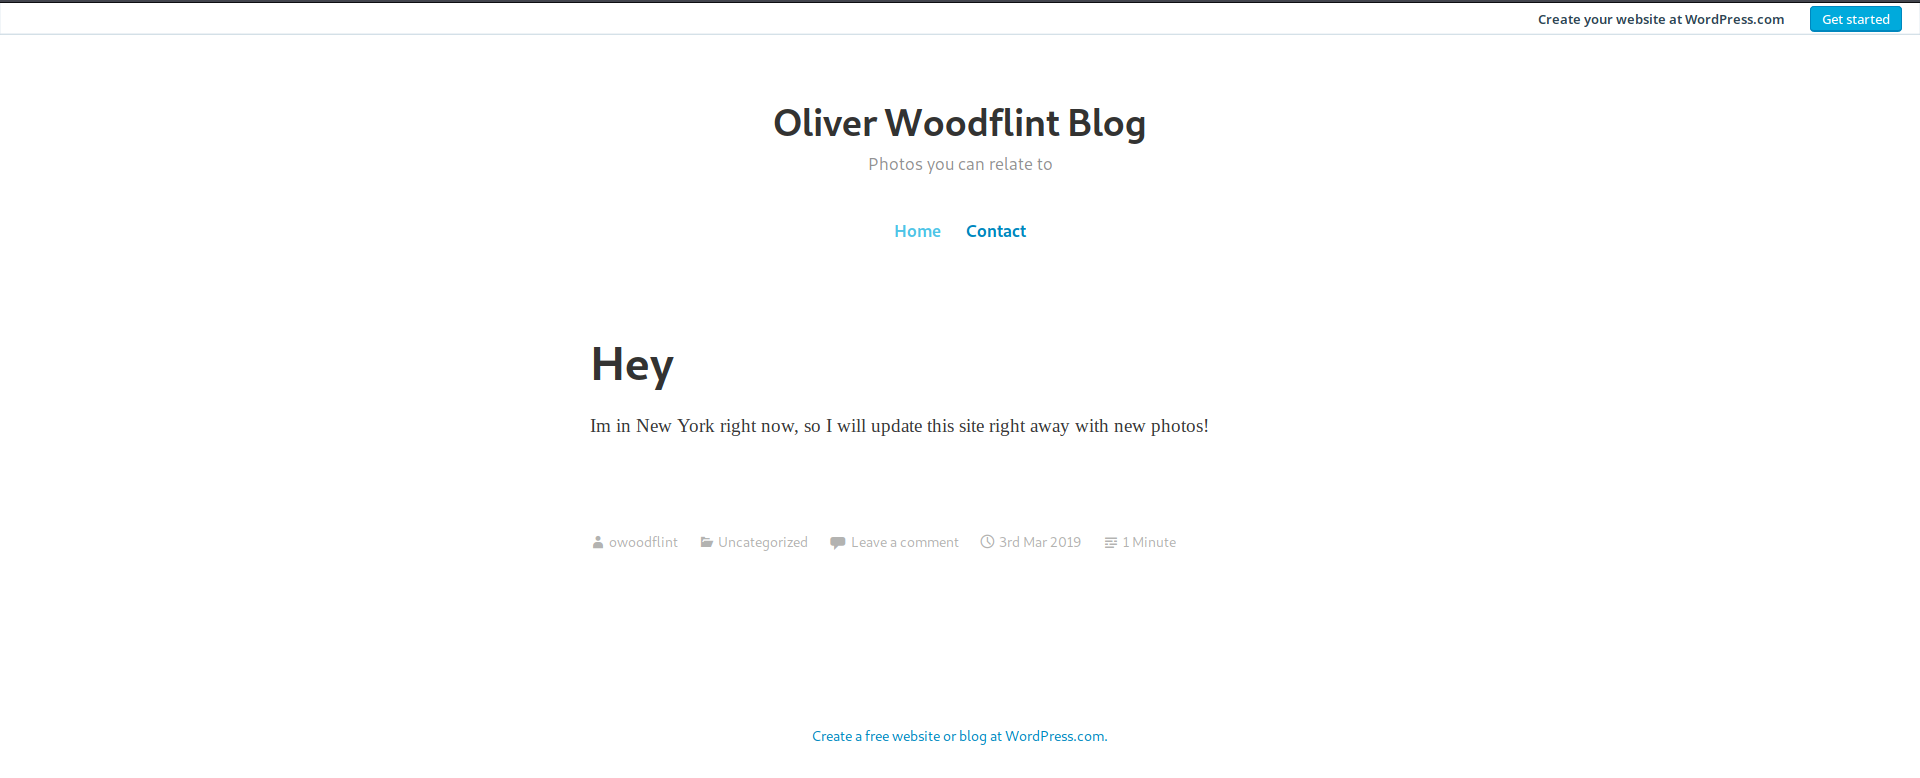 Create your website at WordPress.com Get started
Oliver Woodflint Blog
Photos you can relate to
Home Contact
Hey
Im in New York right now, so I will update this site right away with new photos!
owoodflint Uncategorized Leave a comment 3rd Mar 2019 1 Minute
Create a free website or blog at WordPress.com.